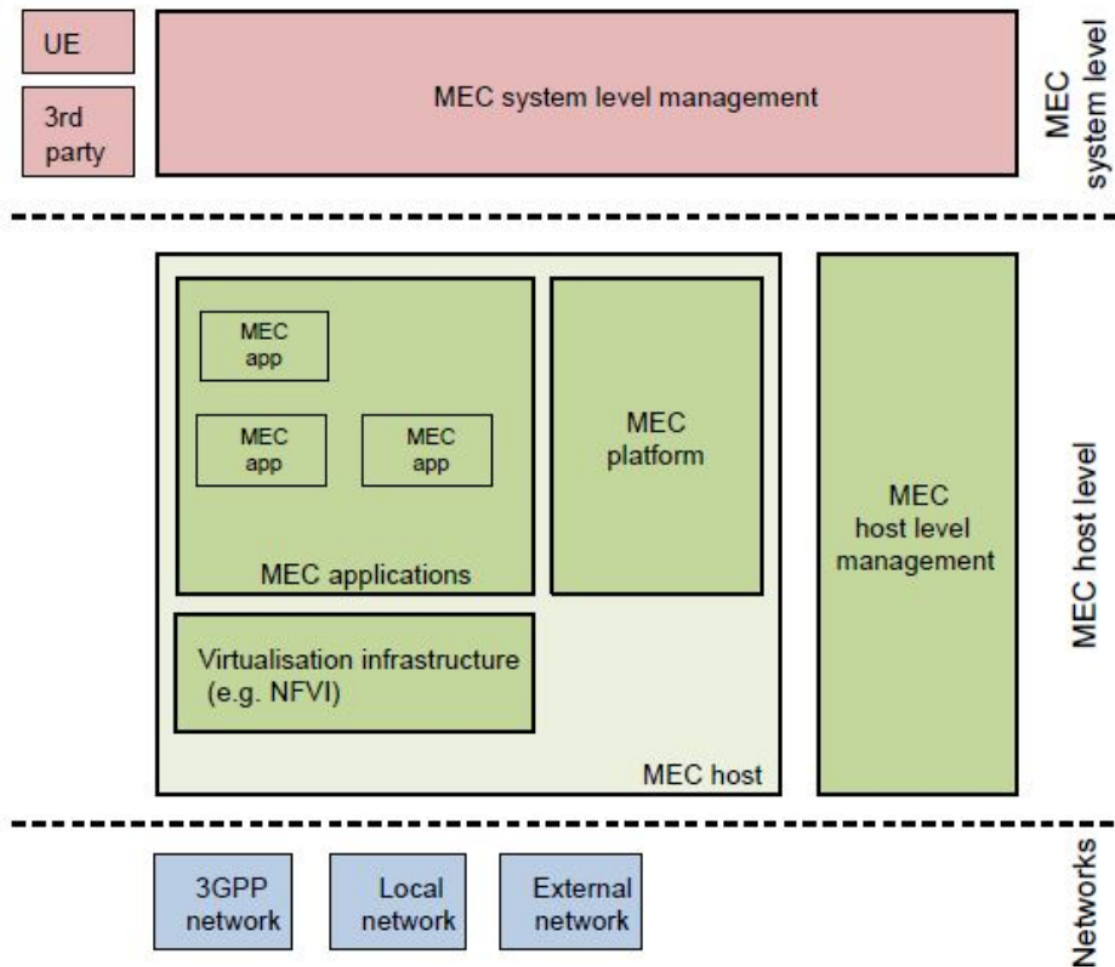 UE
3rd
party
MEC system level management
MEC
system level
MEC
app
MEC
app
MEC
app
MEC applications
MEC
platform
Virtualisation infrastructure
(e.g. NFVI)
MEC host
MEC
host level
management
MEC host level
3GPP
network
Local
network
External
network
Networks